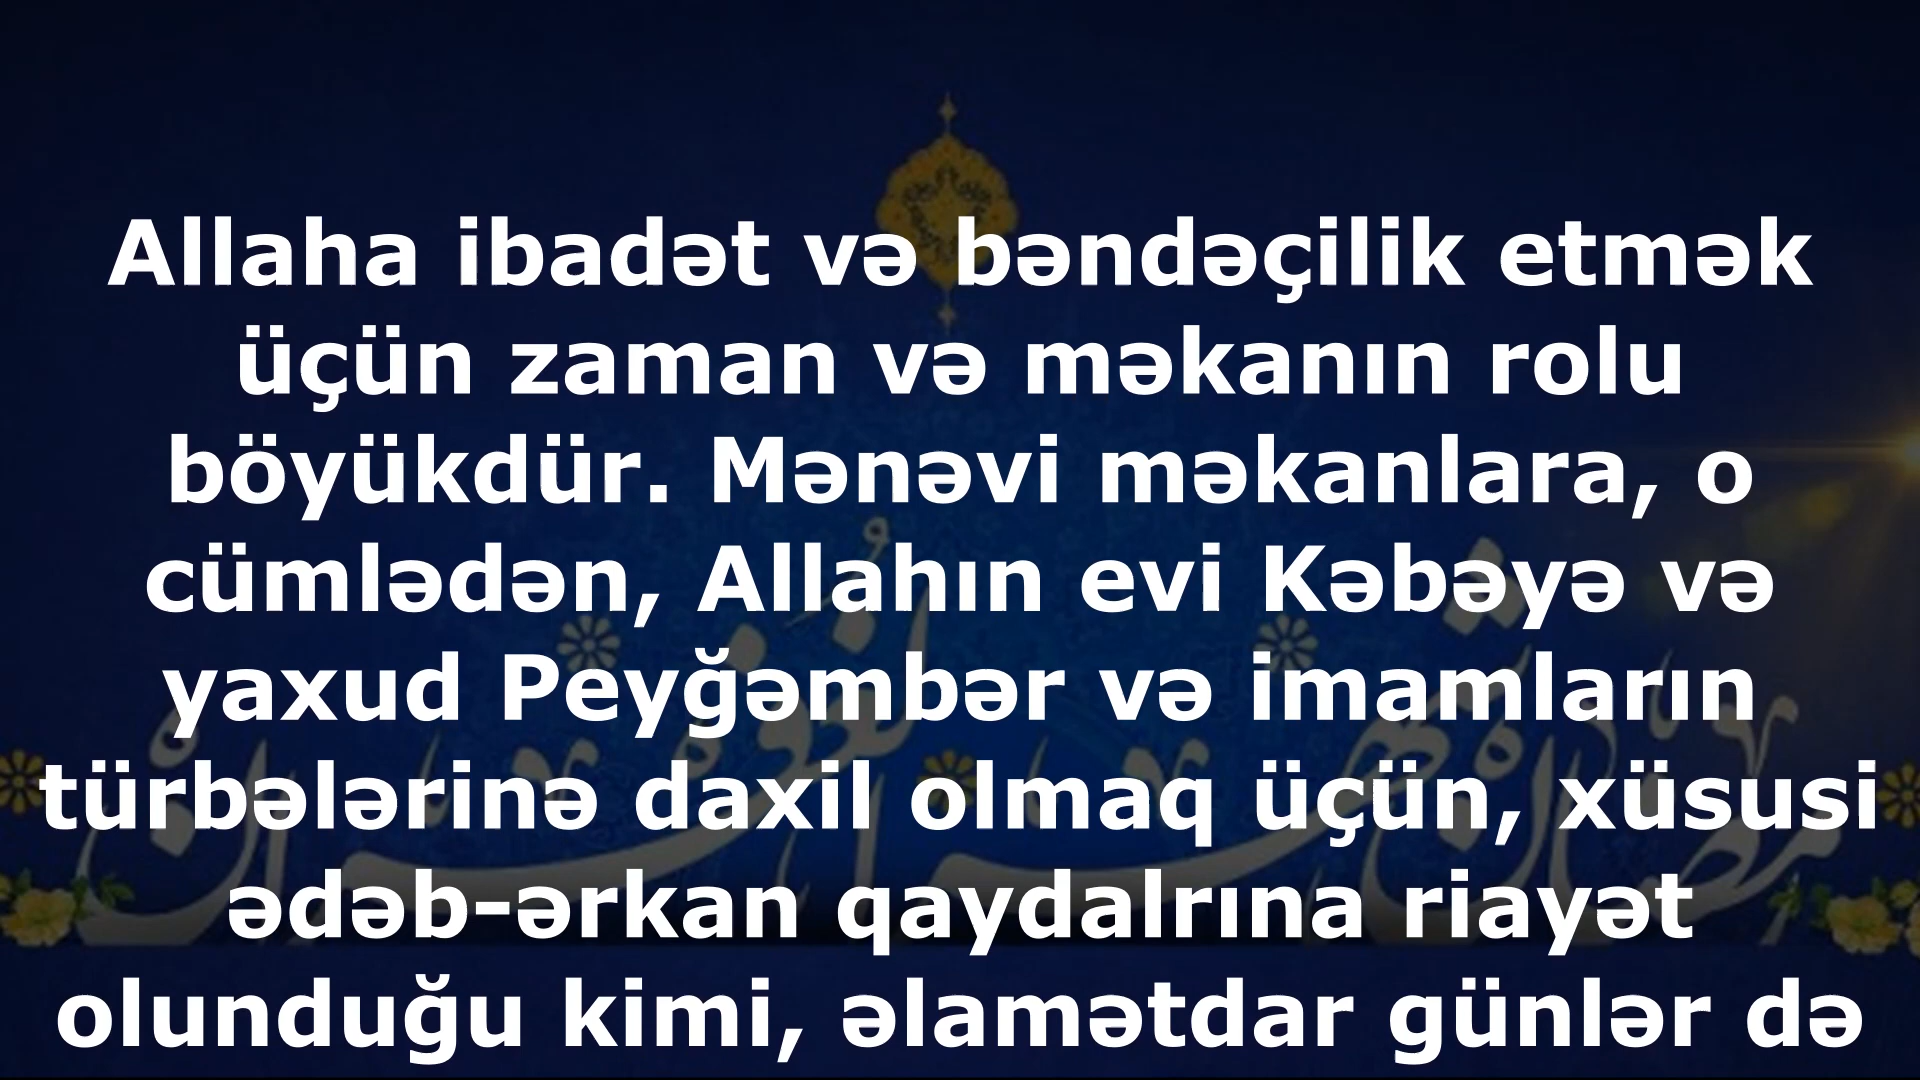 Allaha ibadət və bəndəçilik etmək
üçün zaman və məkanın rolu
böyükdür. Mənəvi məkanlara, o
cümlədən, Allahın evi Kəbəyə və
yaxud Peyğəmbər və imamların
türbələrinə daxil olmaq üçün, xüsusi
ədəb-ərkan qaydalrına riayət
olunduğu kimi, əlamətdar günlər də